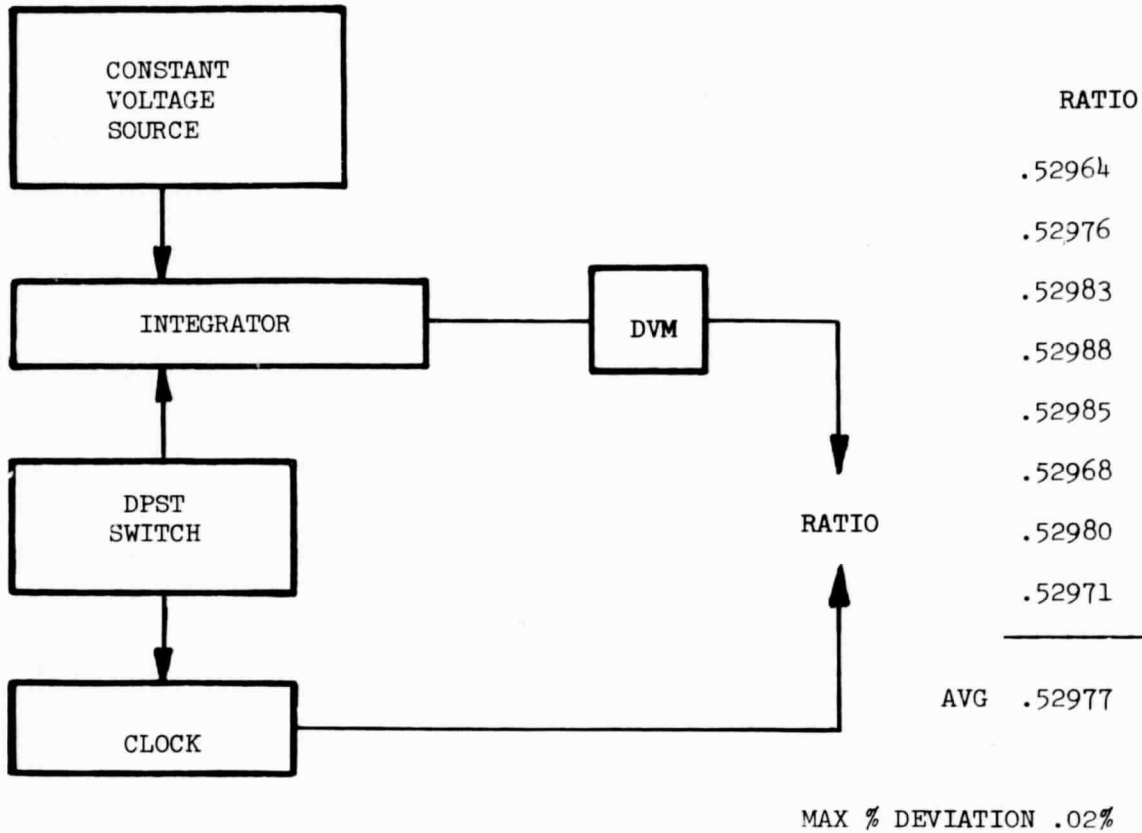 CONSTANT
VOLTAGE
SOURCE
INTEGRATOR
DVM
DPST
SWITCH
RATIO
CLOCK
RATIO
.52964
.52976
.52983
.52988
.52985
.52968
.52980
.52971
AVG .52977
MAX % DEVIATION .02%